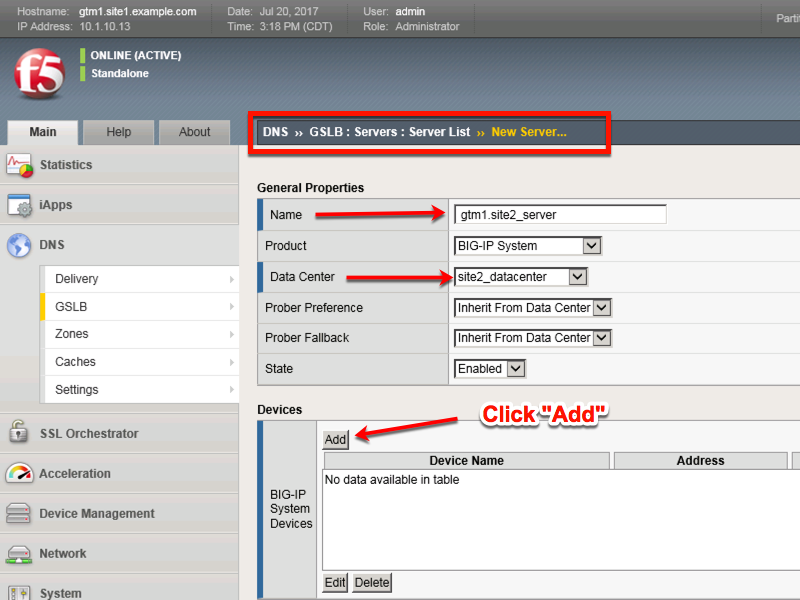 Hostname: gtm1.site1.example.com Date: Jul 20, 2017 User: admin
IP Address: 10.1.10.13 Time: 3:18 PM (CDT) Role: Administrator
Parti
f5
ONLINE (ACTIVE)
Standalone
Main Help About
DNS ›› GSLB : Servers : Server List ›› New Server...
Statistics
iApps
DNS
Delivery
GSLB
Zones
Caches
Settings
SSL Orchestrator
Acceleration
Device Management
Network
System
General Properties
Name gtm1.site2_server
Product BIG-IP System
Data Center site2_datacenter
Prober Preference Inherit From Data Center
Prober Fallback Inherit From Data Center
State Enabled
Devices
Click "Add"
Add
Device Name Address
No data available in table
BIG-IP
System
Devices
Edit Delete